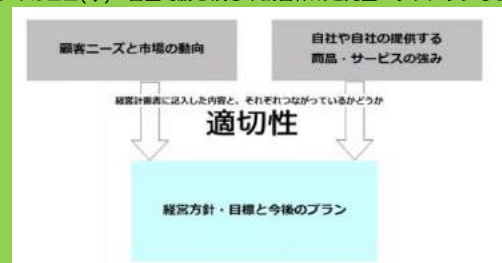 顧客ニーズと市場の動向
自社や自社の提供する
商品・サービスの強み
経営計画書に記入した内容と、それぞれつながっているかどうか
適切性
経営方針・目標と今後のプラン